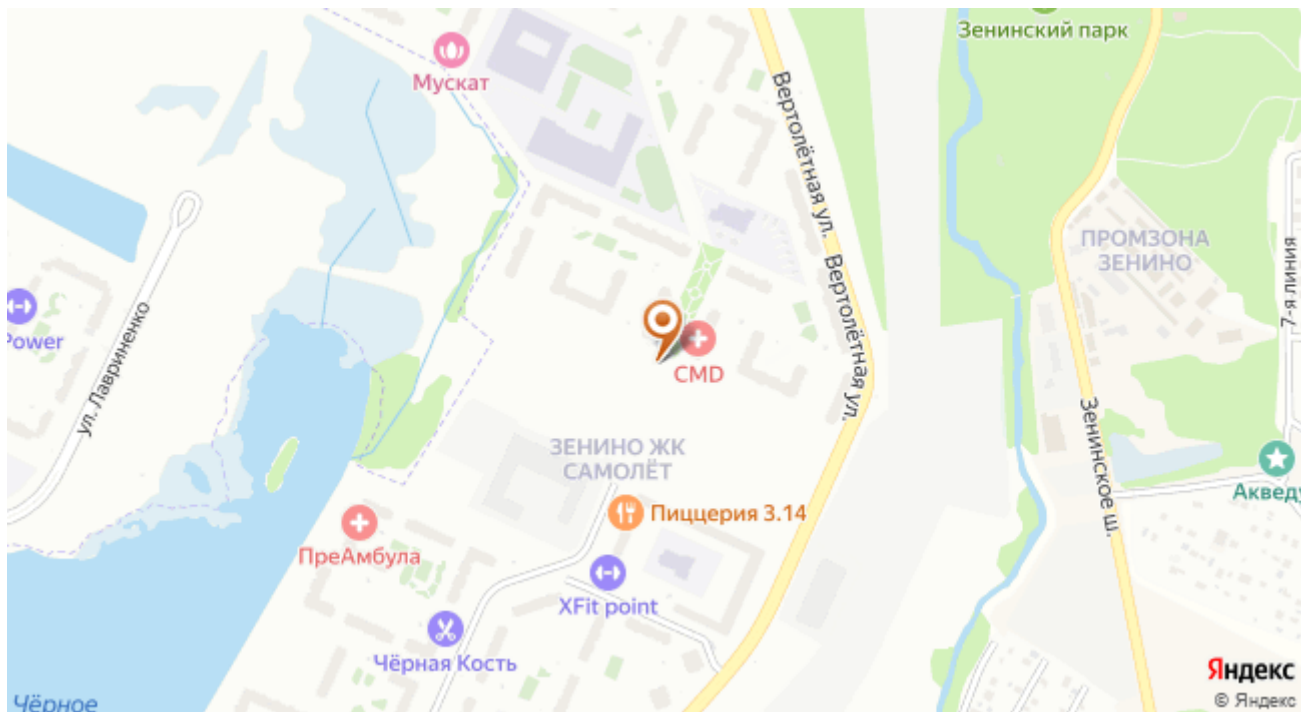 Зенинский парк
Мускат
Вертолётная ул.
Вертолётная ул.
ПРОМЗОНА
ЗЕНИНО
7-я линия
Power
ул. Лавриненко
CMD
Зенинское ш.
ЗЕНИНО ЖК
САМОЛЁТ
Акведу
Пиццерия 3.14
ПреАмбула
XFit point
Чёрная Кость
Яндекс
© Яндекс
Чёрное